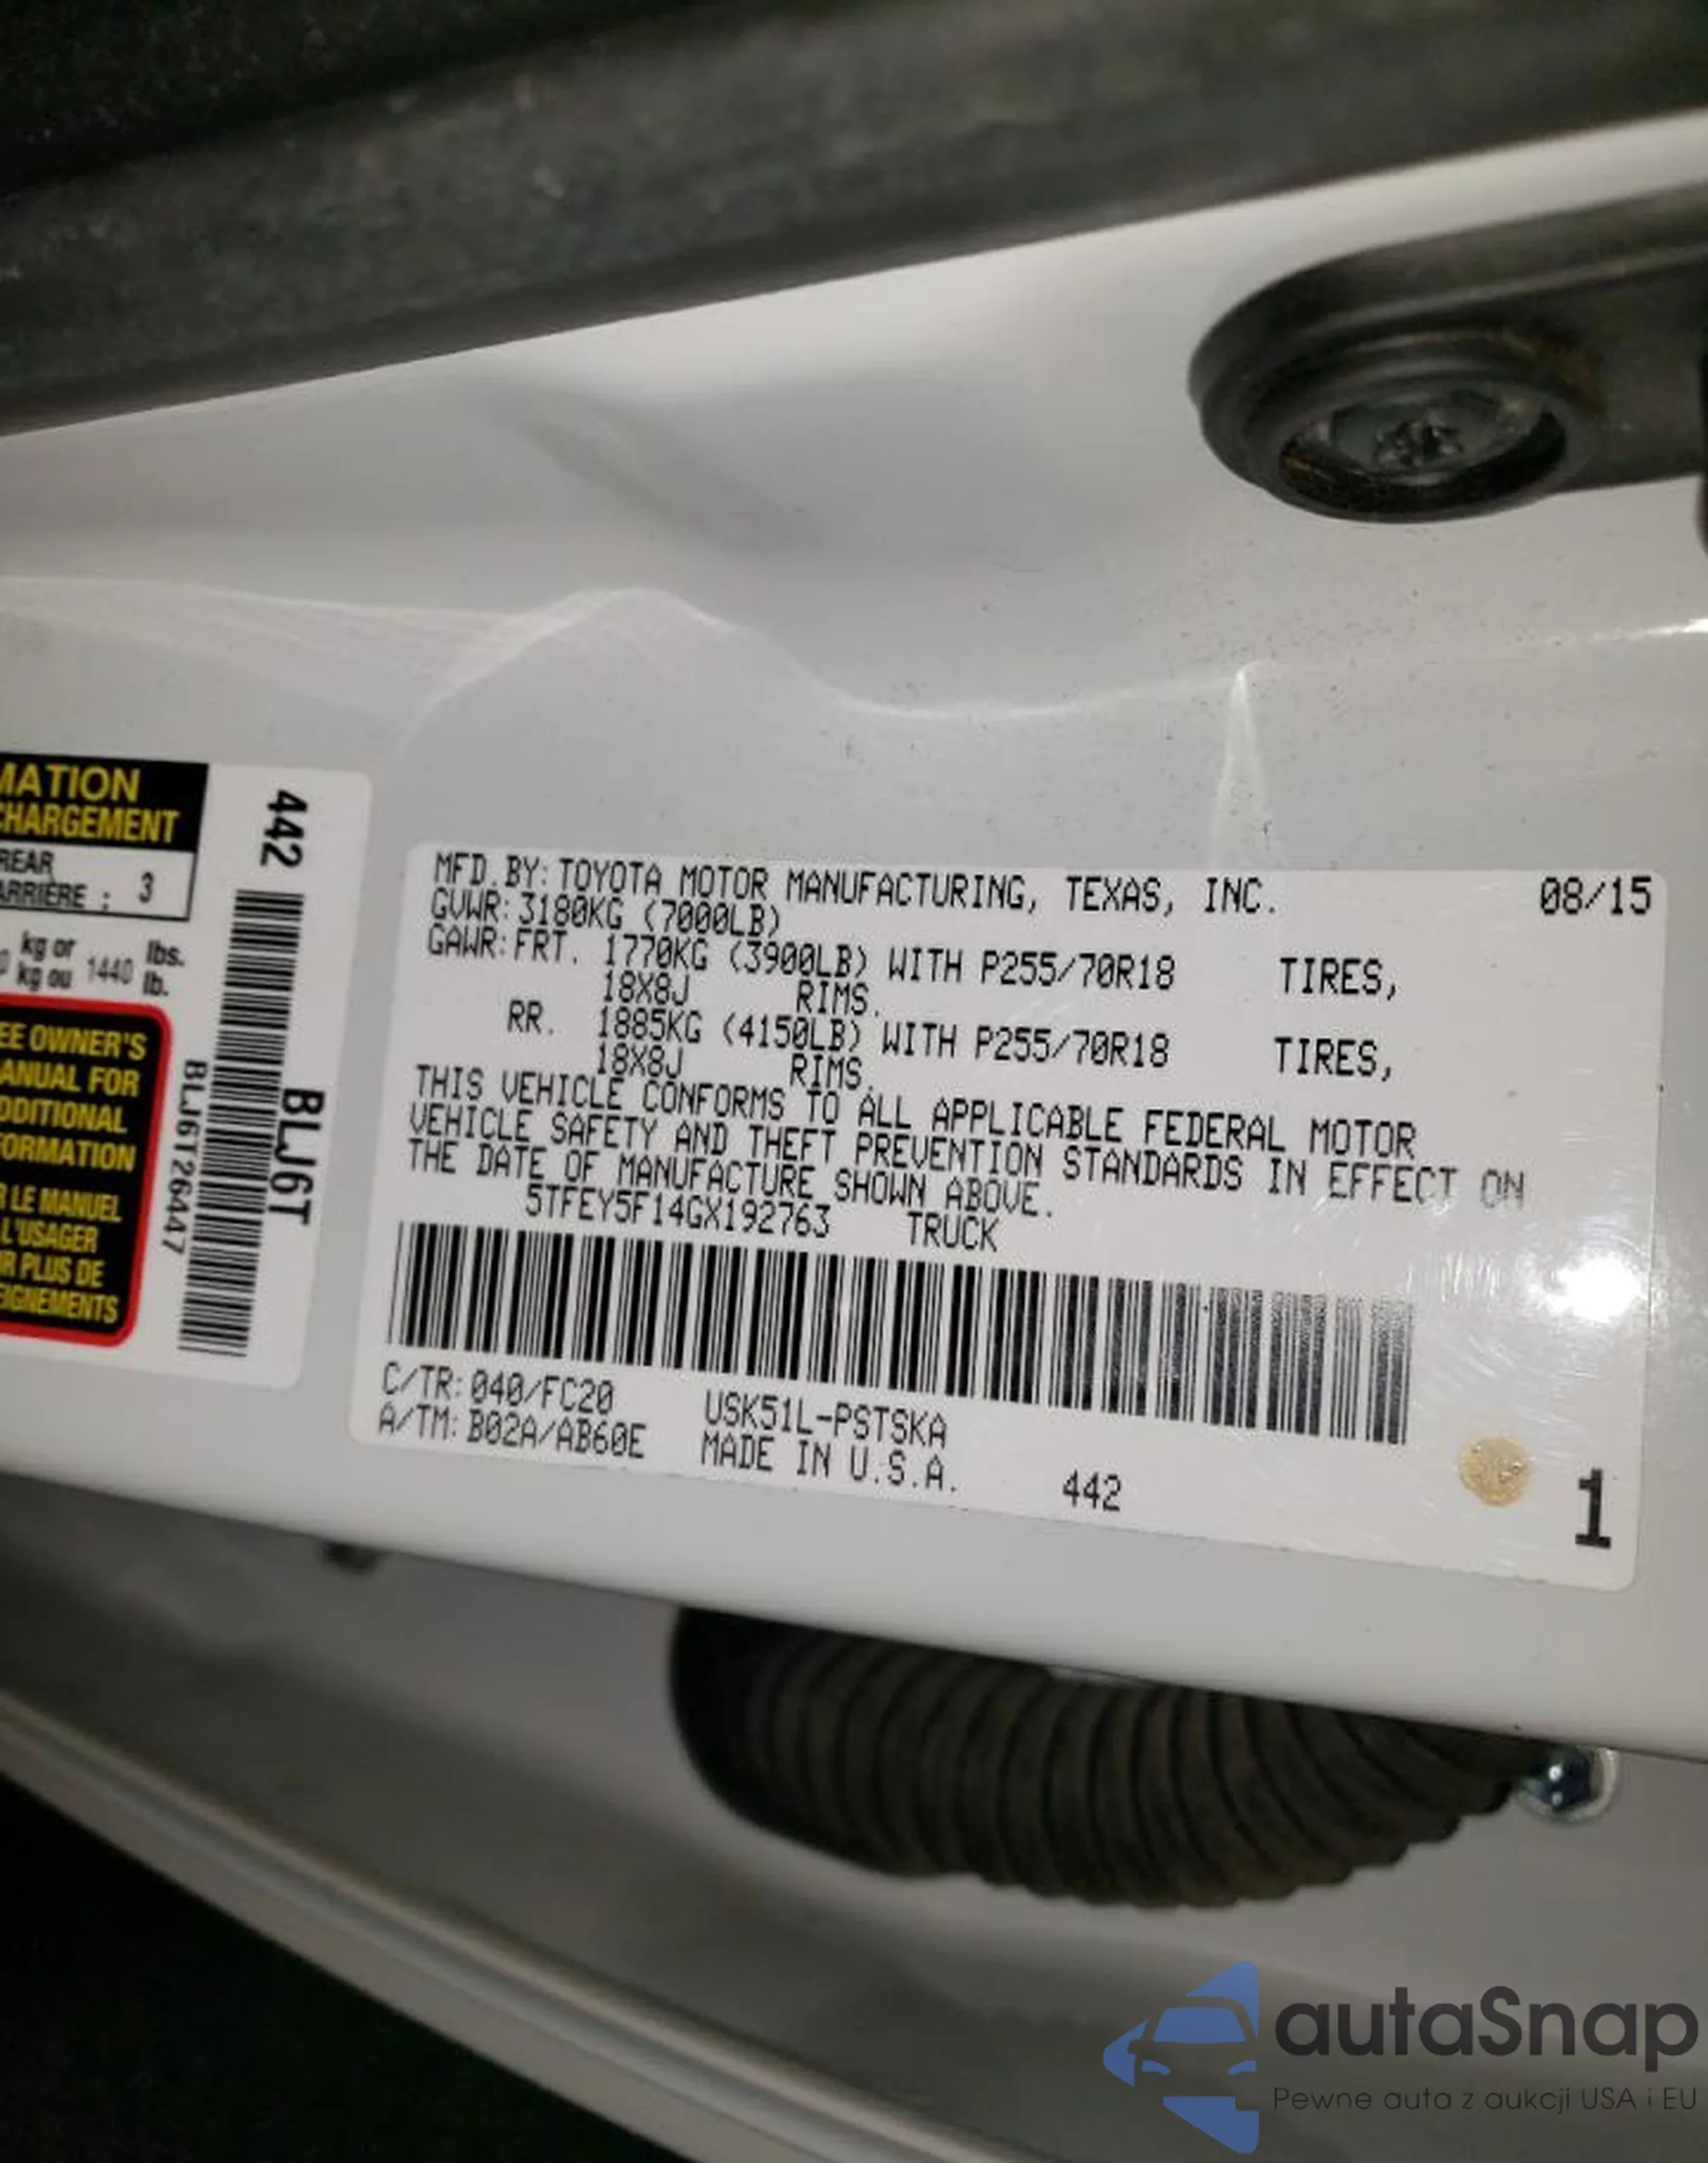 MATION
CHARGEMENT
REAR
ARRIÈRE : 3
kg or 1440 lbs.
kg ou lb.
EE OWNER'S
ANUAL FOR
DDITIONAL
FORMATION
R LE MANUEL
L'USAGER
R PLUS DE
EIGNEMENTS
442
BLJ6T
BLJ6T26447
MFD.BY:TOYOTA MOTOR MANUFACTURING, TEXAS, INC. 08/15
GVWR:3180KG (7000LB)
GAWR:FRT. 1770KG (3900LB) WITH P255/70R18 TIRES,
18X8J RIMS.
RR. 1885KG (4150LB) WITH P255/70R18 TIRES,
18X8J RIMS.
THIS VEHICLE CONFORMS TO ALL APPLICABLE FEDERAL MOTOR
VEHICLE SAFETY AND THEFT PREVENTION STANDARDS IN EFFECT ON
THE DATE OF MANUFACTURE SHOWN ABOVE.
5TFEY5F14GX192763 TRUCK
C/TR:040/FC20 USK51L-PSTSKA
A/TM:B02A/AB60E MADE IN U.S.A. 442
1
autaSnap
Pewne auta z aukcji USA i EU